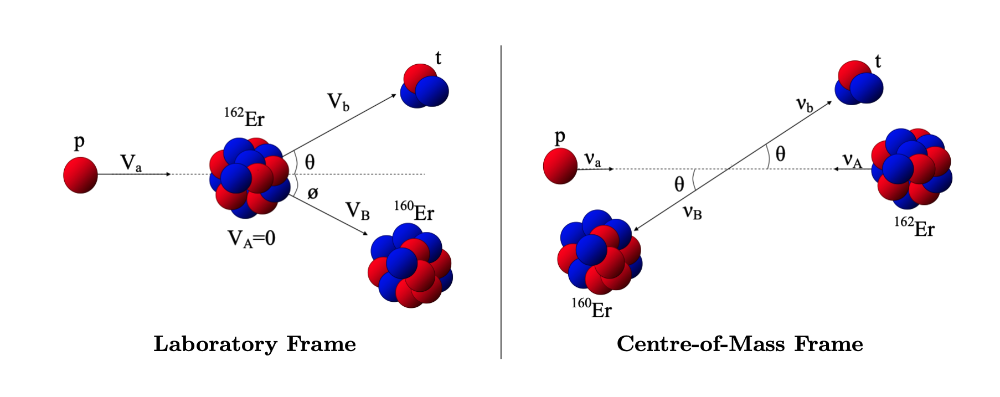 t
V_b
¹⁶²Er
p
V_a
θ
ø
V_B
¹⁶⁰Er
V_A=0
Laboratory Frame
t
ν_b
p
ν_a
θ
ν_A
θ
ν_B
¹⁶²Er
¹⁶⁰Er
Centre-of-Mass Frame